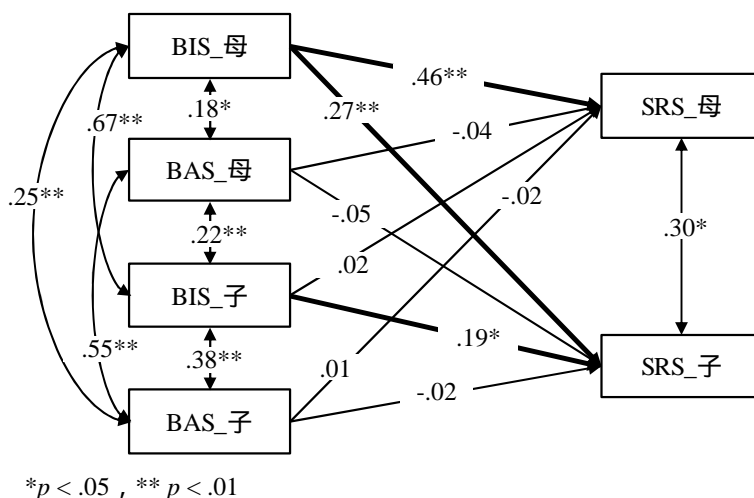 BIS_母
.46**
.27**
SRS_母
.18*
.67**
-.04
BAS_母
.25**
-.02
-.05
.22**
.30*
.02
BIS_子
.19*
.55**
.38**
.01
SRS_子
-.02
BAS_子
*p < .05 , ** p < .01